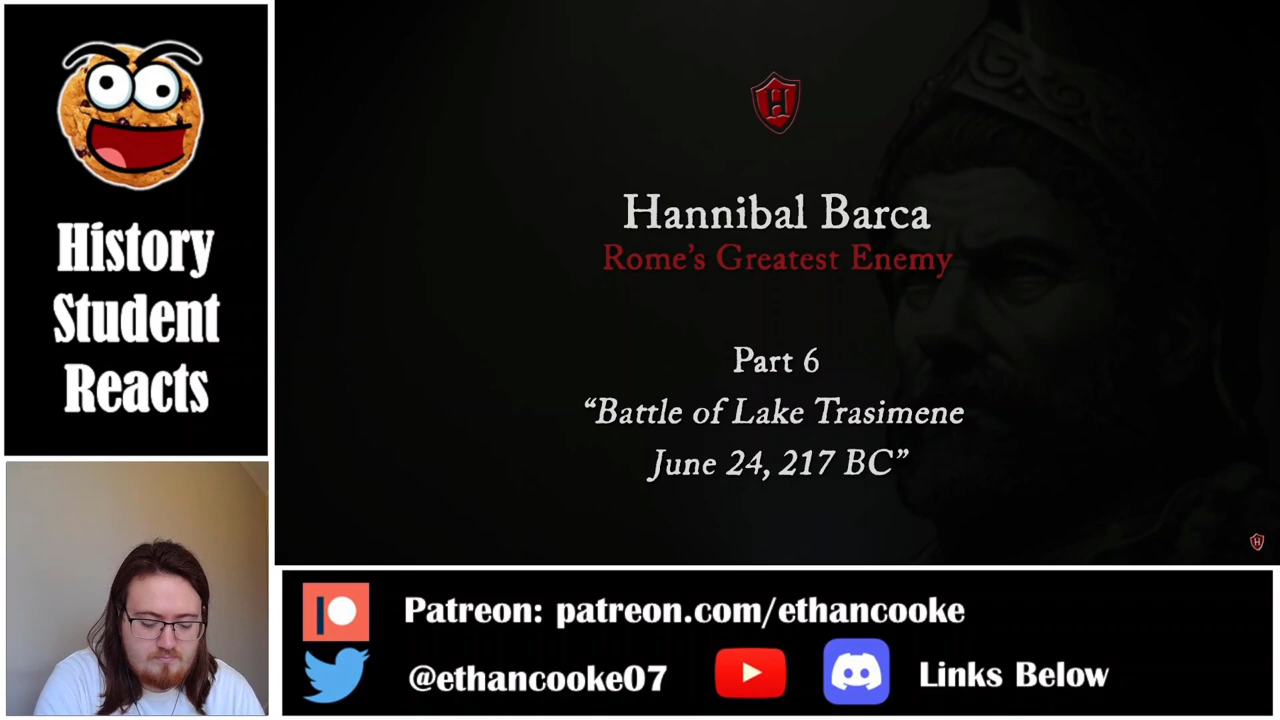 History
Student
Reacts
H
Hannibal Barca
Rome's Greatest Enemy
Part 6
“Battle of Lake Trasimene
June 24, 217 BC”
H
Patreon: patreon.com/ethancooke
@ethancooke07
Links Below